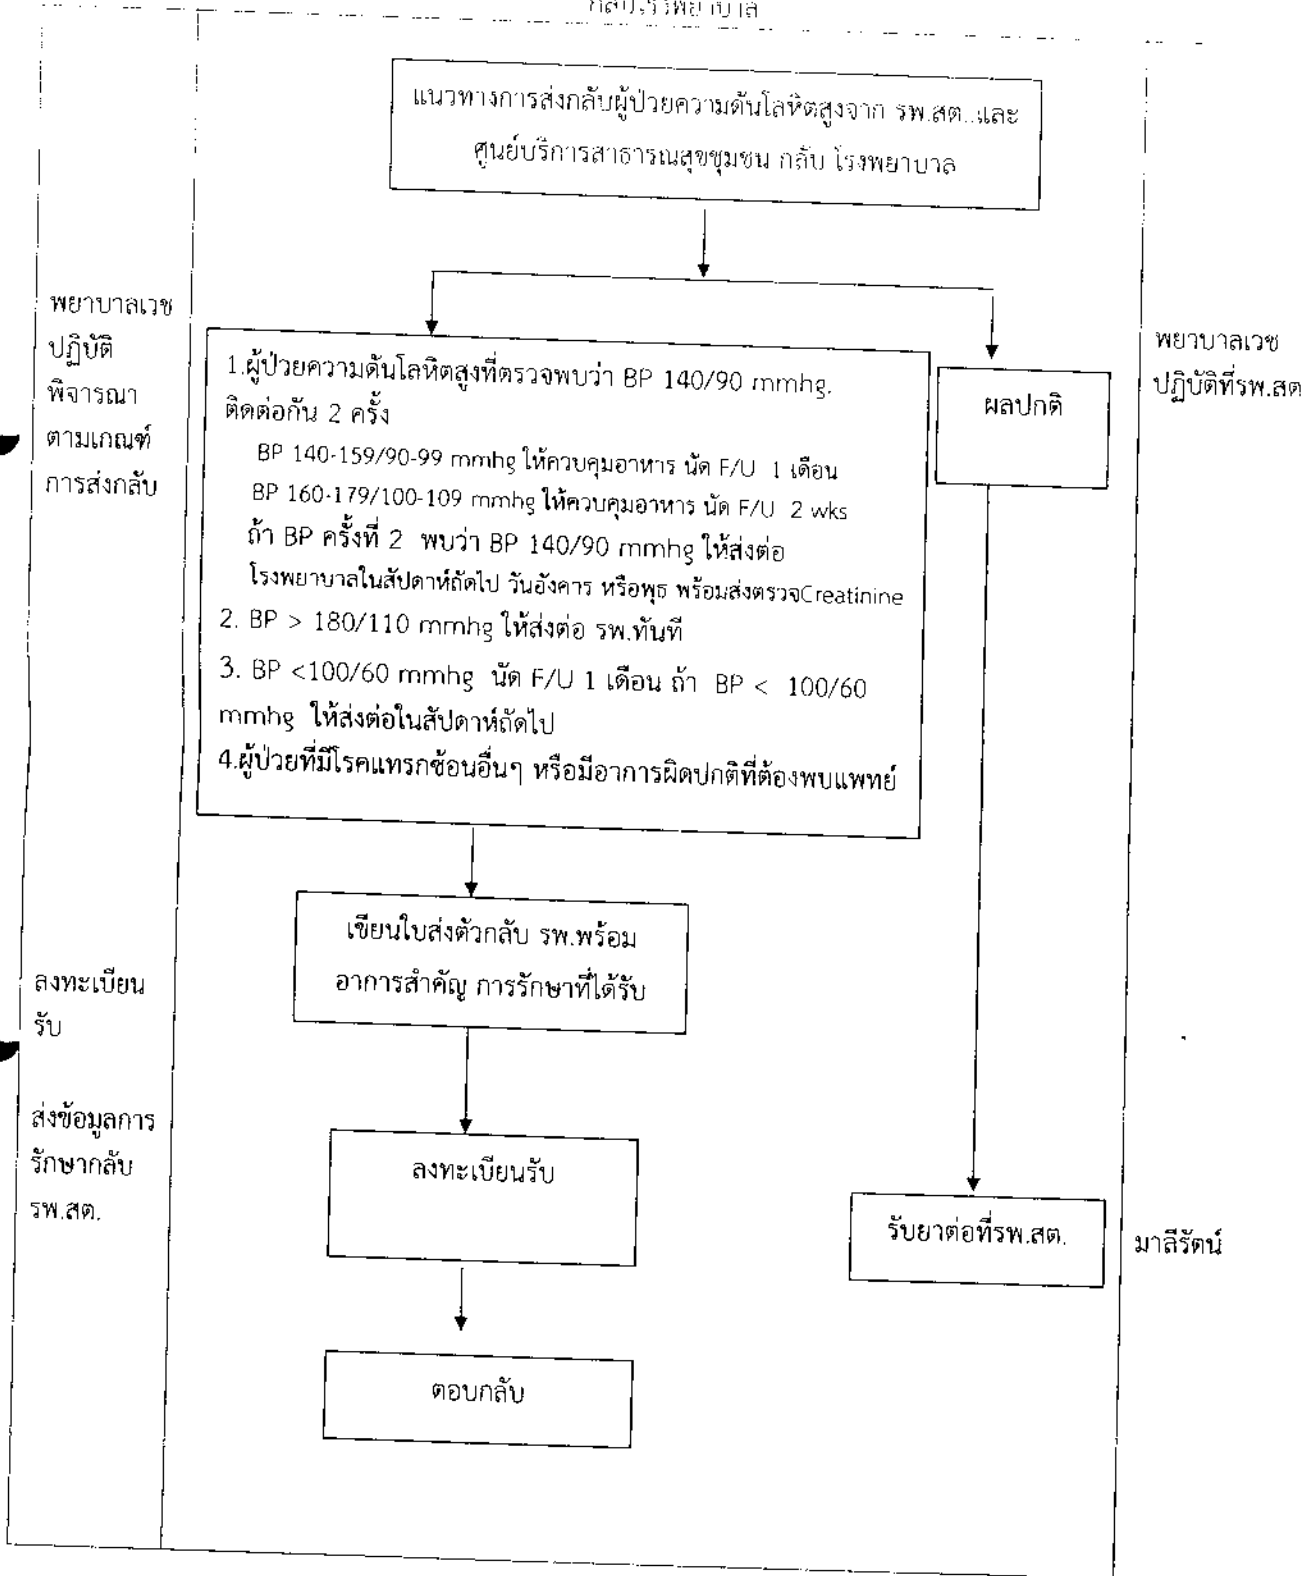 แนวทางการส่งกลับผู้ป่วยความดันโลหิตสูงจาก รพ.สต..และ
ศูนย์บริการสาธารณสุขชุมชน กลับ โรงพยาบาล
พยาบาลเวช
ปฏิบัติ
พิจารณา
ตามเกณฑ์
การส่งกลับ
1.ผู้ป่วยความดันโลหิตสูงที่ตรวจพบว่า BP 140/90 mmhg.
ติดต่อกัน 2 ครั้ง
BP 140-159/90-99 mmhg ให้ควบคุมอาหาร นัด F/U 1 เดือน
BP 160-179/100-109 mmhg ให้ควบคุมอาหาร นัด F/U 2 wks
ถ้า BP ครั้งที่ 2 พบว่า BP 140/90 mmhg ให้ส่งต่อ
โรงพยาบาลในสัปดาห์ถัดไป วันอังคาร หรือพุธ พร้อมส่งตรวจCreatinine
2. BP > 180/110 mmhg ให้ส่งต่อ รพ.ทันที
3. BP <100/60 mmhg นัด F/U 1 เดือน ถ้า BP < 100/60
mmhg ให้ส่งต่อในสัปดาห์ถัดไป
4.ผู้ป่วยที่มีโรคแทรกซ้อนอื่นๆ หรือมีอาการผิดปกติที่ต้องพบแพทย์
ผลปกติ
พยาบาลเวช
ปฏิบัติที่รพ.สต
เขียนใบส่งตัวกลับ รพ.พร้อม
อาการสำคัญ การรักษาที่ได้รับ
ลงทะเบียน
รับ
ส่งข้อมูลการ
รักษากลับ
รพ.สต.
ลงทะเบียนรับ
รับยาต่อที่รพ.สต.
มาลีรัตน์
ตอบกลับ